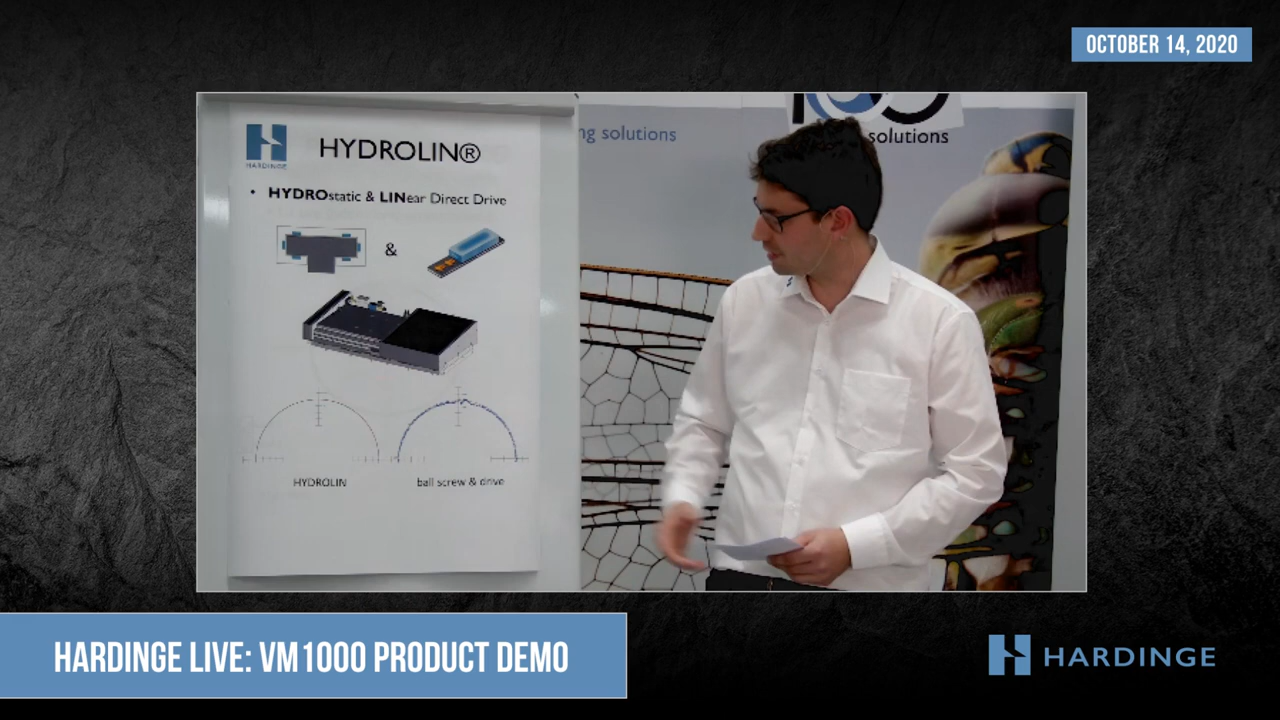 OCTOBER 14, 2020
HARDINGE
HYDROLIN®
• HYDROstatic & LINear Direct Drive
&
HYDROLIN
ball screw & drive
ng solutions
solutions
HARDINGE LIVE: VM1000 PRODUCT DEMO
HARDINGE